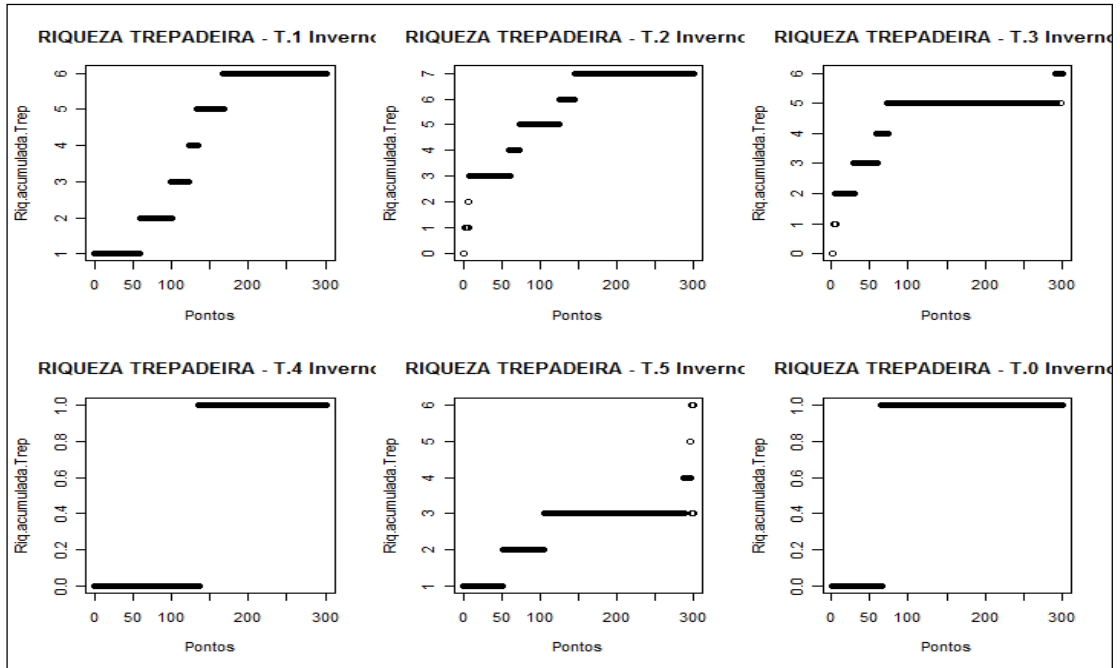 RIQUEZA TREPADEIRA - T.1 Inverno
Riq.acumulada.Trep
6
5
4
3
2
1
0 50 100 200 300
Pontos
RIQUEZA TREPADEIRA - T.2 Inverno
Riq.acumulada.Trep
7
6
5
4
3
2
1
0
0 50 100 200 300
Pontos
RIQUEZA TREPADEIRA - T.3 Inverno
Riq.acumulada.Trep
6
5
4
3
2
1
0
0 50 100 200 300
Pontos
RIQUEZA TREPADEIRA - T.4 Inverno
Riq.acumulada.Trep
1.0
0.8
0.6
0.4
0.2
0.0
0 50 100 200 300
Pontos
RIQUEZA TREPADEIRA - T.5 Inverno
Riq.acumulada.Trep
6
5
4
3
2
1
0 50 100 200 300
Pontos
RIQUEZA TREPADEIRA - T.0 Inverno
Riq.acumulada.Trep
1.0
0.8
0.6
0.4
0.2
0.0
0 50 100 200 300
Pontos